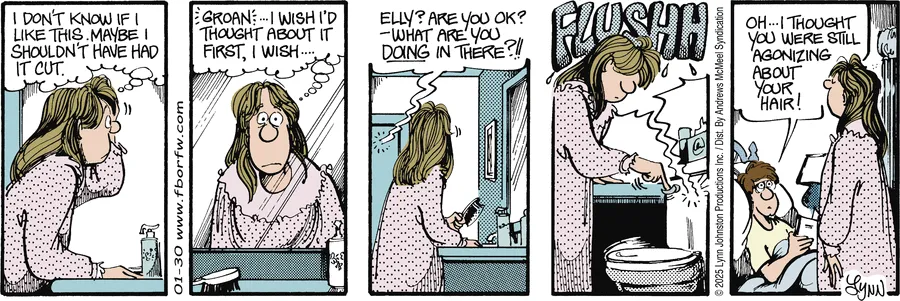 I DON'T KNOW IF I
LIKE THIS. MAYBE I
SHOULDN'T HAVE HAD
IT CUT.
01-30 www.fborfw.com
GROAN! ...I WISH I'D
THOUGHT ABOUT IT
FIRST, I WISH....
ELLY? ARE YOU OK?
-WHAT ARE YOU
DOING IN THERE?!!
FLUSHH
© 2025 Lynn Johnston Productions Inc. / Dist. By Andrews McMeel Syndication
OH...I THOUGHT
YOU WERE STILL
AGONIZING
ABOUT
YOUR
HAIR!
LYNN